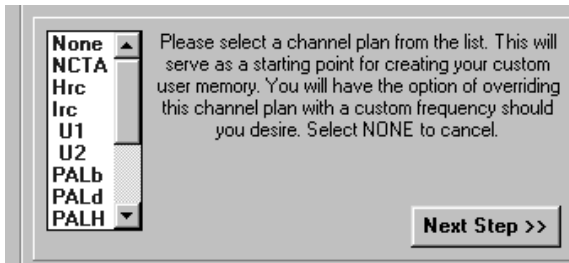 None
NCTA
Hrc
Irc
U1
U2
PALb
PALd
PALH
Please select a channel plan from the list. This will
serve as a starting point for creating your custom
user memory. You will have the option of overriding
this channel plan with a custom frequency should
you desire. Select NONE to cancel.
Next Step >>